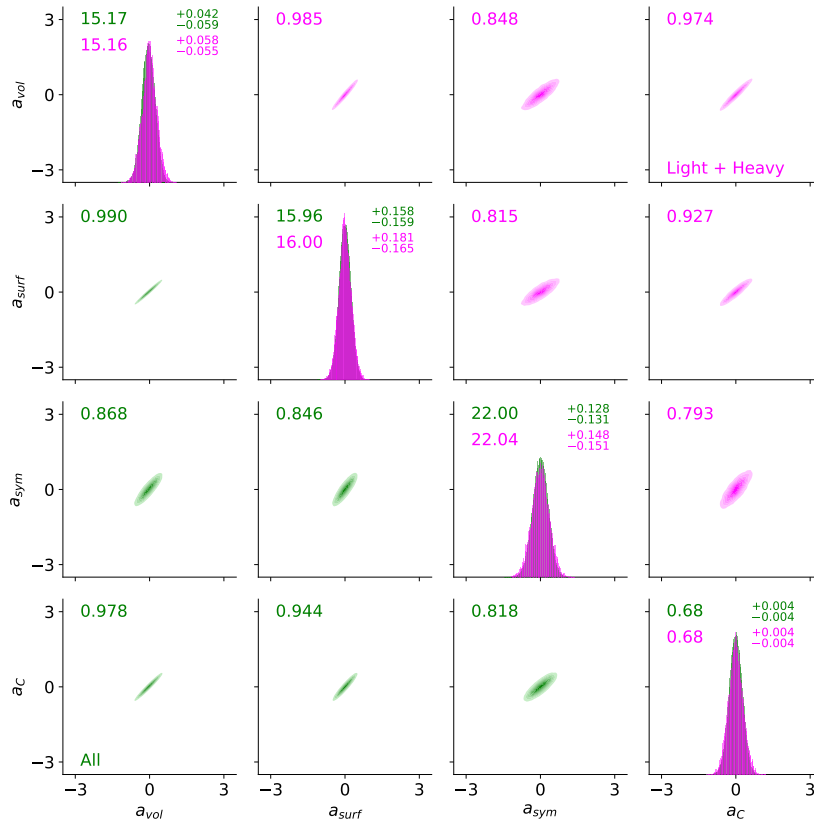 15.17 +0.042 −0.059
15.16 +0.058 −0.055
0.985
0.848
0.974
Light + Heavy
3
0
−3
a_vol
0.990
15.96 +0.158 −0.159
16.00 +0.181 −0.165
0.815
0.927
3
0
−3
a_surf
0.868
0.846
22.00 +0.128 −0.131
22.04 +0.148 −0.151
0.793
3
0
−3
a_sym
0.978
0.944
0.818
0.68 +0.004 −0.004
0.68 +0.004 −0.004
All
3
0
−3
a_C
−3 0 3
a_vol
−3 0 3
a_surf
−3 0 3
a_sym
−3 0 3
a_C